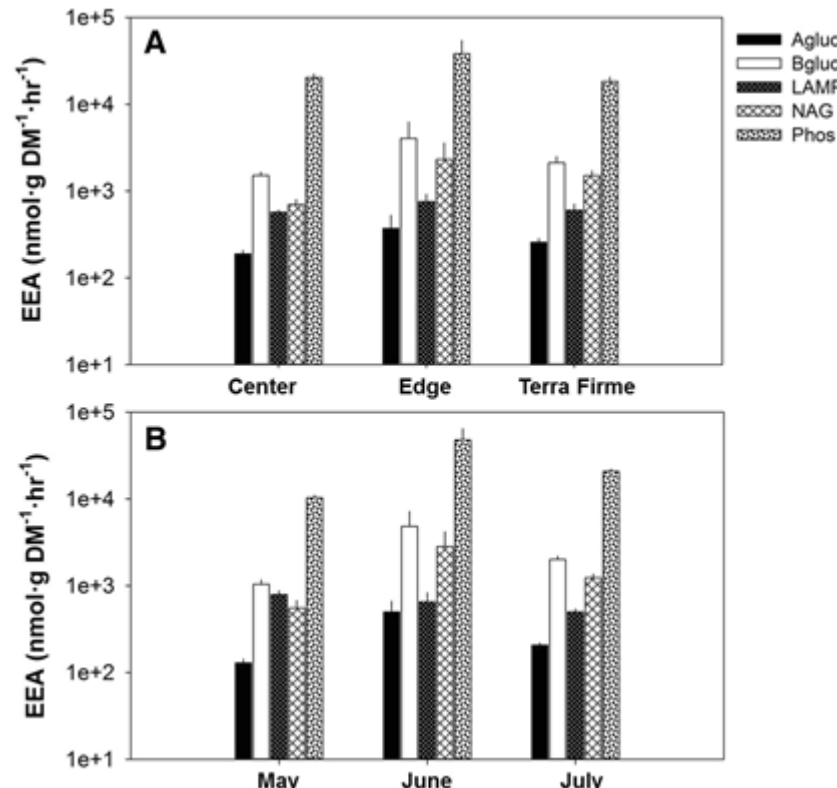 A
EEA (nmol·g DM⁻¹·hr⁻¹)
1e+5
1e+4
1e+3
1e+2
1e+1
Center Edge Terra Firme
Agluc
Bgluc
LAMP
NAG
Phos
B
EEA (nmol·g DM⁻¹·hr⁻¹)
1e+5
1e+4
1e+3
1e+2
1e+1
May June July